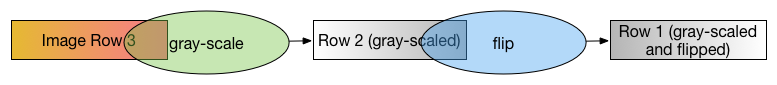 Image Row 3
gray-scale
Row 2 (gray-scaled)
flip
Row 1 (gray-scaled
and flipped)